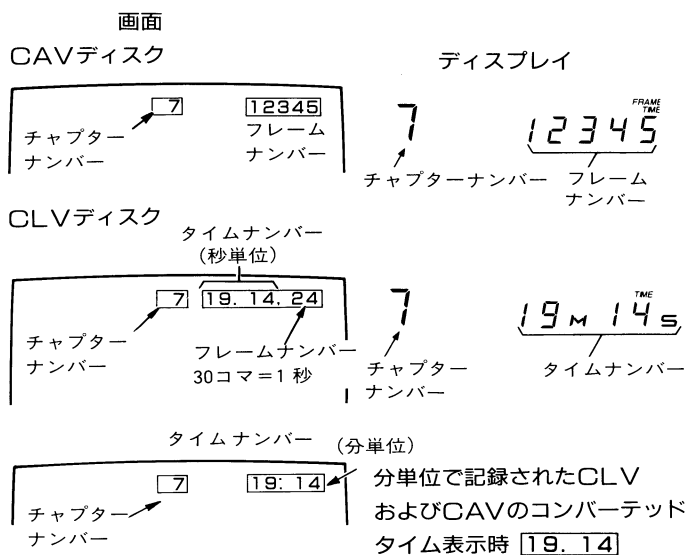 画面
CAVディスク
ディスプレイ
7
12345
チャプター
ナンバー
フレーム
ナンバー
7
FRAME
TIME
12345
チャプターナンバー
フレーム
ナンバー
CLVディスク
タイムナンバー
(秒単位)
7
19. 14. 24
チャプター
ナンバー
フレームナンバー
30コマ=1秒
7
TIME
19M 14S
チャプター
ナンバー
タイムナンバー
タイム ナンバー (分単位)
7
19: 14
チャプター
ナンバー
分単位で記録されたCLV
およびCAVのコンバーテッド
タイム表示時 19. 14